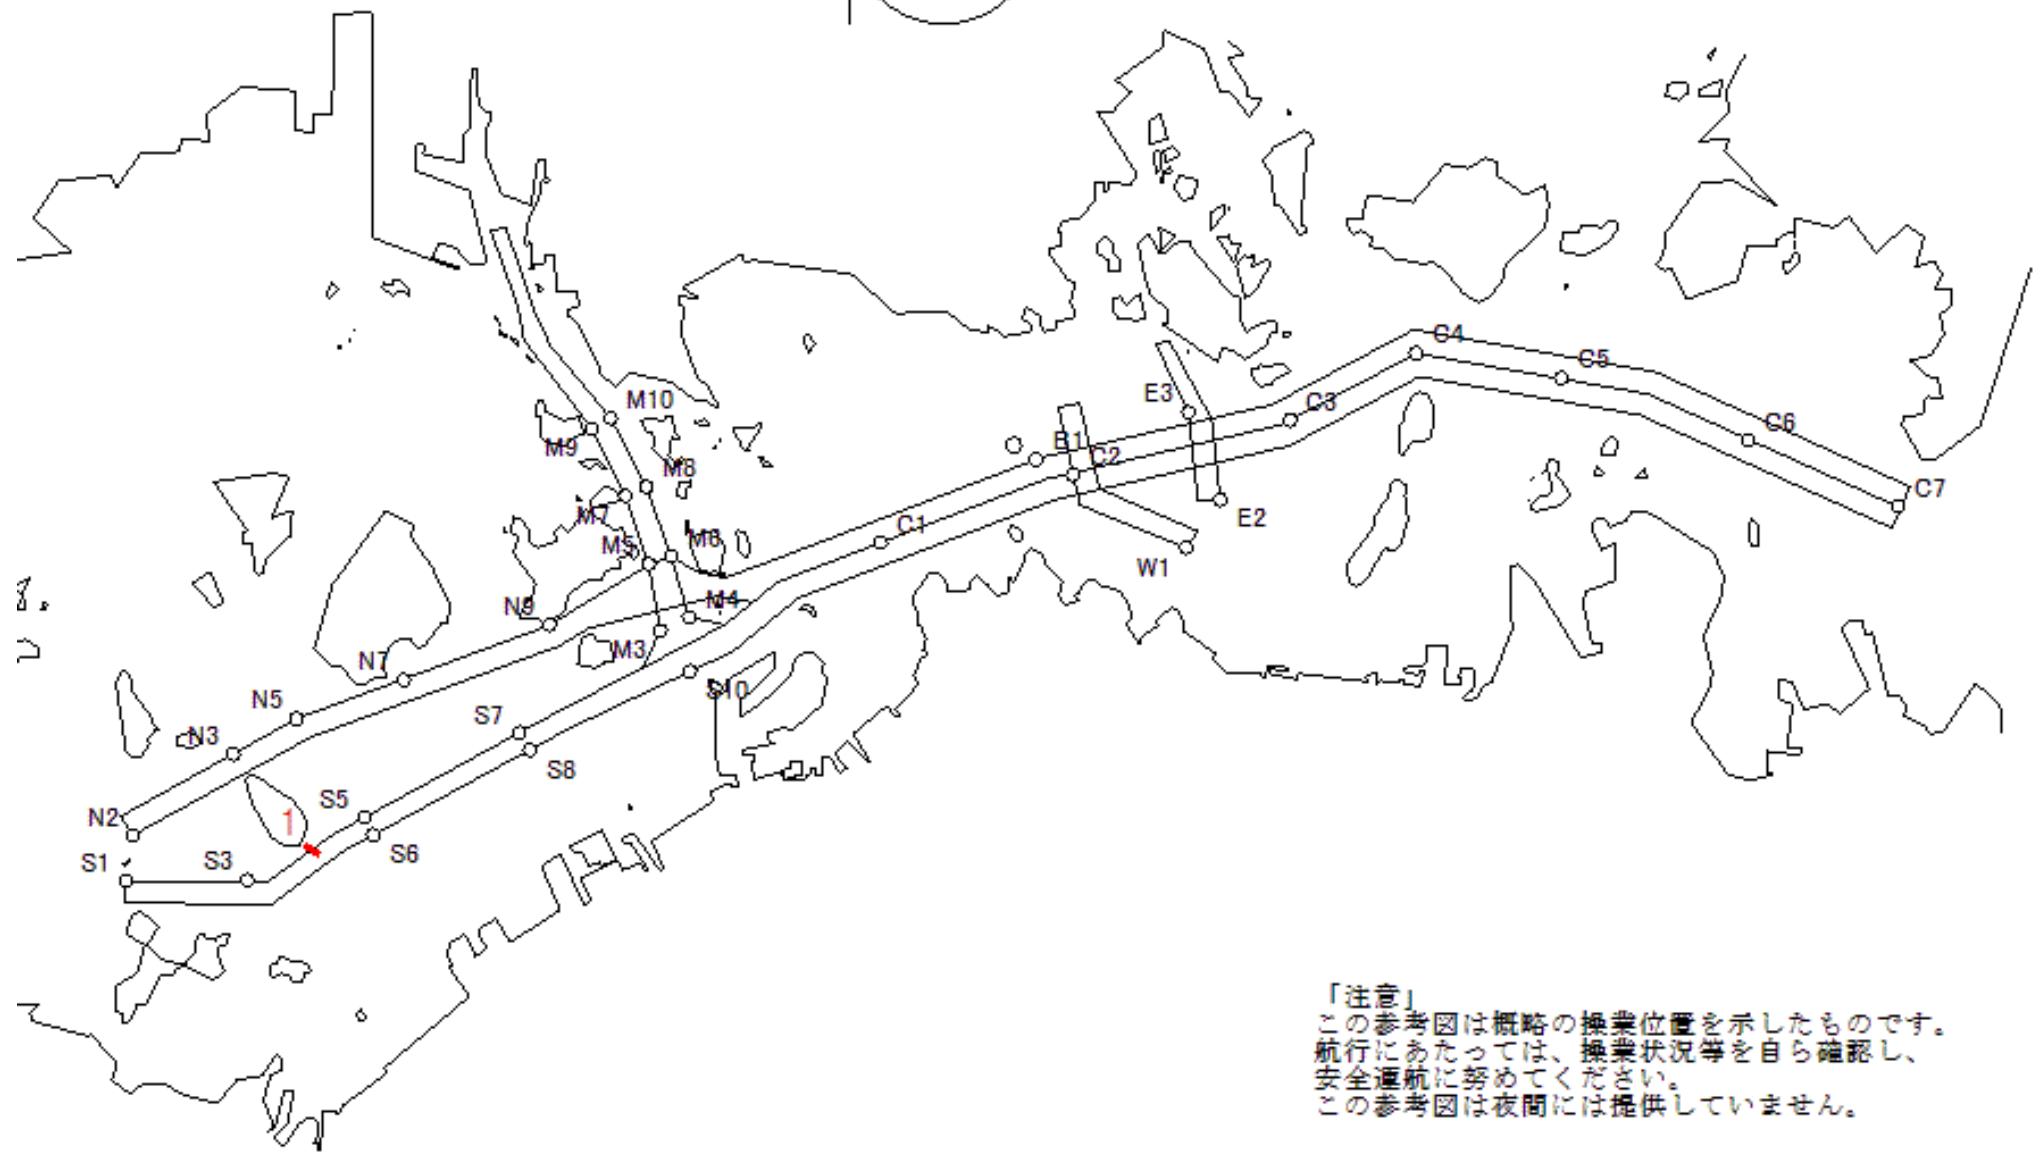 C4
C5
M10
E3
C3
M9
B1
C6
M8
C2
C7
M7
E2
C1
M5
M6
W1
N9
M4
M3
N7
S10
N5
S7
N3
S8
S5
N2
1
S6
S1
S3
「注意」
この参考図は概略の操業位置を示したものです。
航行にあたっては、操業状況等を自ら確認し、
安全運航に努めてください。
この参考図は夜間には提供していません。